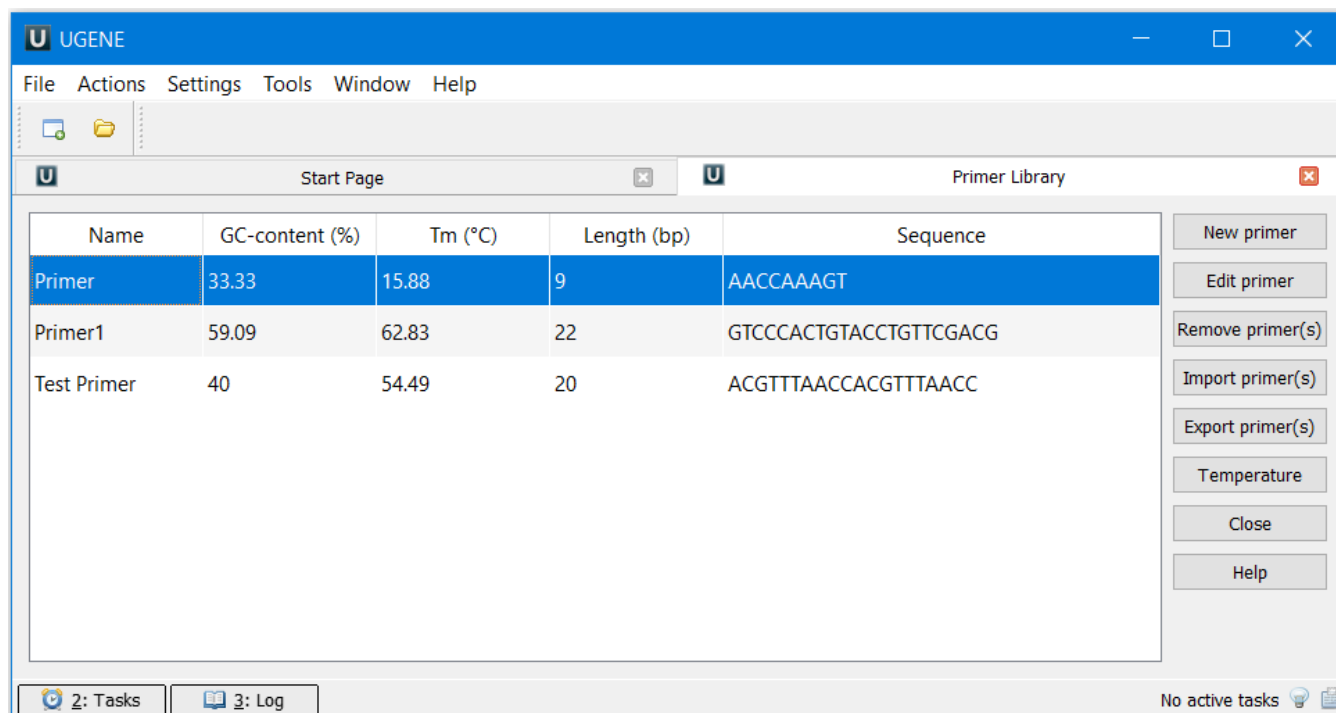 U UGENE
File Actions Settings Tools Window Help
U Start Page U Primer Library
Name GC-content (%) Tm (°C) Length (bp) Sequence
Primer 33.33 15.88 9 AACCAAAGT
Primer1 59.09 62.83 22 GTCCCACTGTACCTGTTCGACG
Test Primer 40 54.49 20 ACGTTTAACCACGTTTAACC
New primer
Edit primer
Remove primer(s)
Import primer(s)
Export primer(s)
Temperature
Close
Help
2: Tasks 3: Log No active tasks